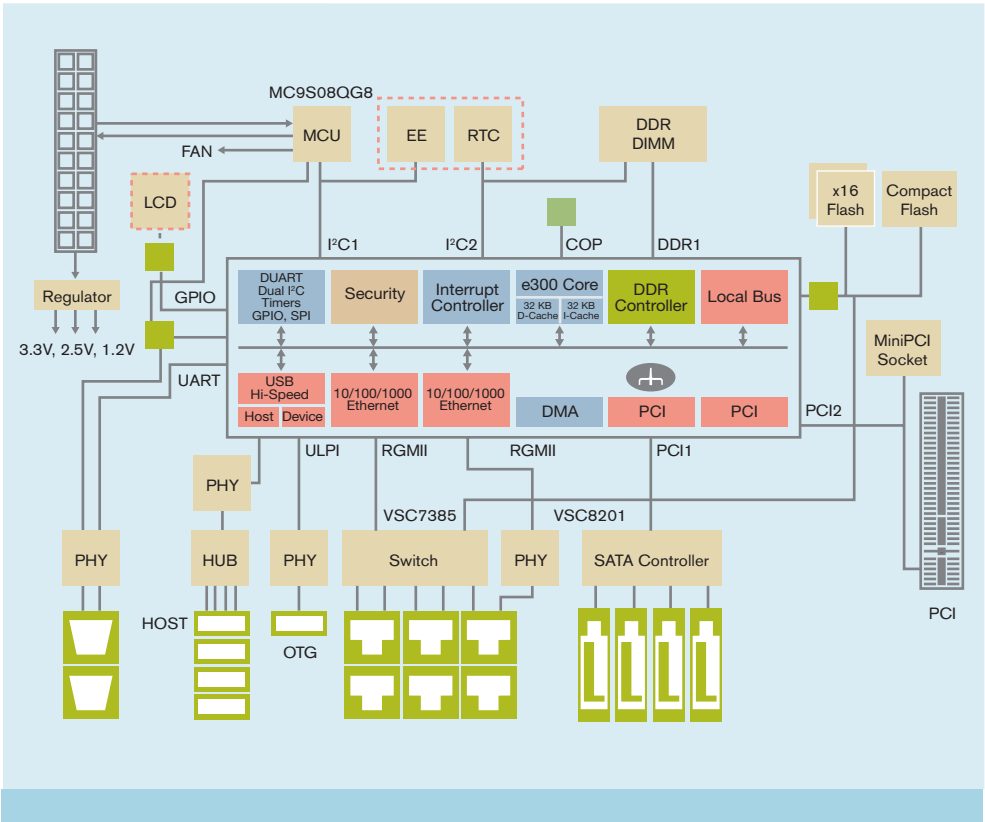 MC9S08QG8
MCU
EE
RTC
DDR
DIMM
FAN
LCD
x16
Flash
Compact
Flash
I²C1
I²C2
COP
DDR1
Regulator
GPIO
3.3V, 2.5V, 1.2V
UART
DUART
Dual I²C
Timers
GPIO, SPI
Security
Interrupt
Controller
e300 Core
32 KB
D-Cache
32 KB
I-Cache
DDR
Controller
Local Bus
MiniPCI
Socket
USB
Hi-Speed
Host
Device
10/100/1000
Ethernet
10/100/1000
Ethernet
DMA
PCI
PCI
PCI2
ULPI
RGMII
RGMII
PCI1
PHY
VSC7385
VSC8201
PHY
HUB
PHY
Switch
PHY
SATA Controller
HOST
OTG
PCI